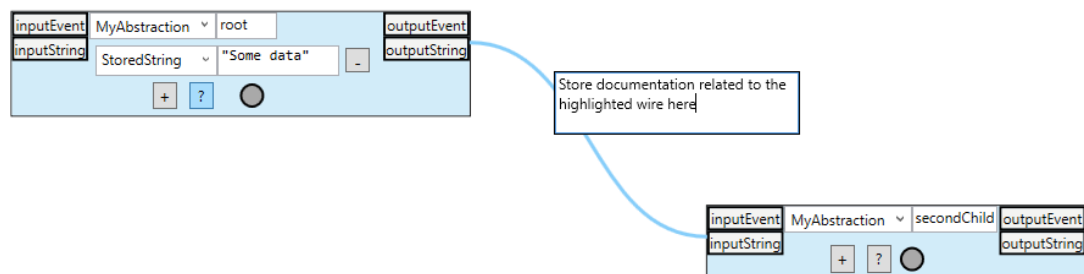 inputEvent MyAbstraction root outputEvent
inputString outputString
StoredString "Some data" -
+ ?
Store documentation related to the
highlighted wire here
inputEvent MyAbstraction secondChild outputEvent
inputString outputString
+ ?